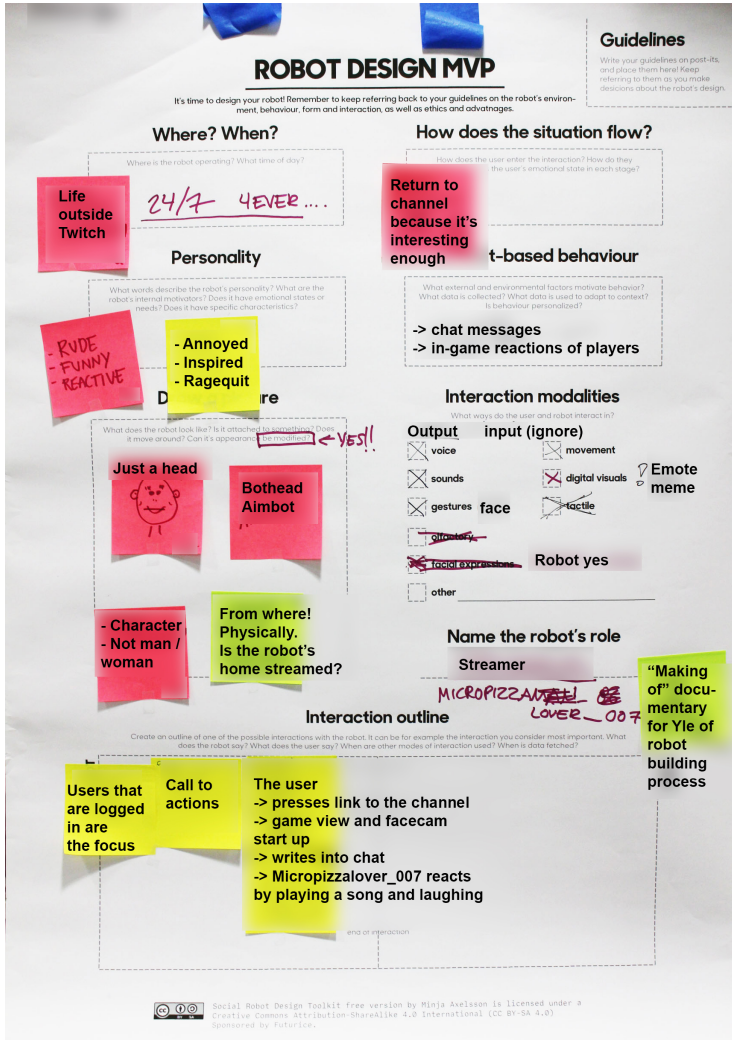 Guidelines
Write your guidelines on post-its,
and place them here! Keep
referring to them as you make
desicions about the robot's design.
ROBOT DESIGN MVP
It's time to design your robot! Remember to keep referring back to your guidelines on the robot's environ-
ment, behaviour, form and interaction, as well as ethics and advatnages.
Where? When?
Where is the robot operating? What time of day?
Life
outside
Twitch
24/7 4EVER....
How does the situation flow?
How does the user enter the interaction? How do they
the user's emotional state in each stage?
Return to
channel
because it's
interesting
enough
Personality
What words describe the robot's personality? What are the
robot's internal motivators? Does it have emotional states or
needs? Does it have specific characteristics?
- RUDE
- FUNNY
- REACTIVE
- Annoyed
- Inspired
- Ragequit
t-based behaviour
What external and environmental factors motivate behavior?
What data is collected? What data is used to adapt to context?
Is behaviour personalized?
-> chat messages
-> in-game reactions of players
What does the robot look like? Is it attached to something? Does
it move around? Can it's appearance be modified?
← YES!!
Just a head
Bothead
Aimbot
- Character
- Not man /
woman
From where!
Physically.
Is the robot's
home streamed?
Interaction modalities
What ways do the user and robot interact in?
Output input (ignore)
voice movement
sounds digital visuals Emote
meme
gestures face tactile
olfactory
facial expressions Robot yes
other
Name the robot's role
Streamer
MICROPIZZA
LOVER_007
"Making
of" docu-
mentary
for Yle of
robot
building
process
Interaction outline
Create an outline of one of the possible interactions with the robot. It can be for example the interaction you consider most important. What
does the robot say? What does the user say? When are other modes of interaction used? When is data fetched?
Users that
are logged
in are
the focus
Call to
actions
The user
-> presses link to the channel
-> game view and facecam
start up
-> writes into chat
-> Micropizzalover_007 reacts
by playing a song and laughing
end of interaction
cc BY SA
Social Robot Design Toolkit free version by Minja Axelsson is licensed under a
Creative Commons Attribution-ShareAlike 4.0 International (CC BY-SA 4.0)
Sponsored by Futurice.